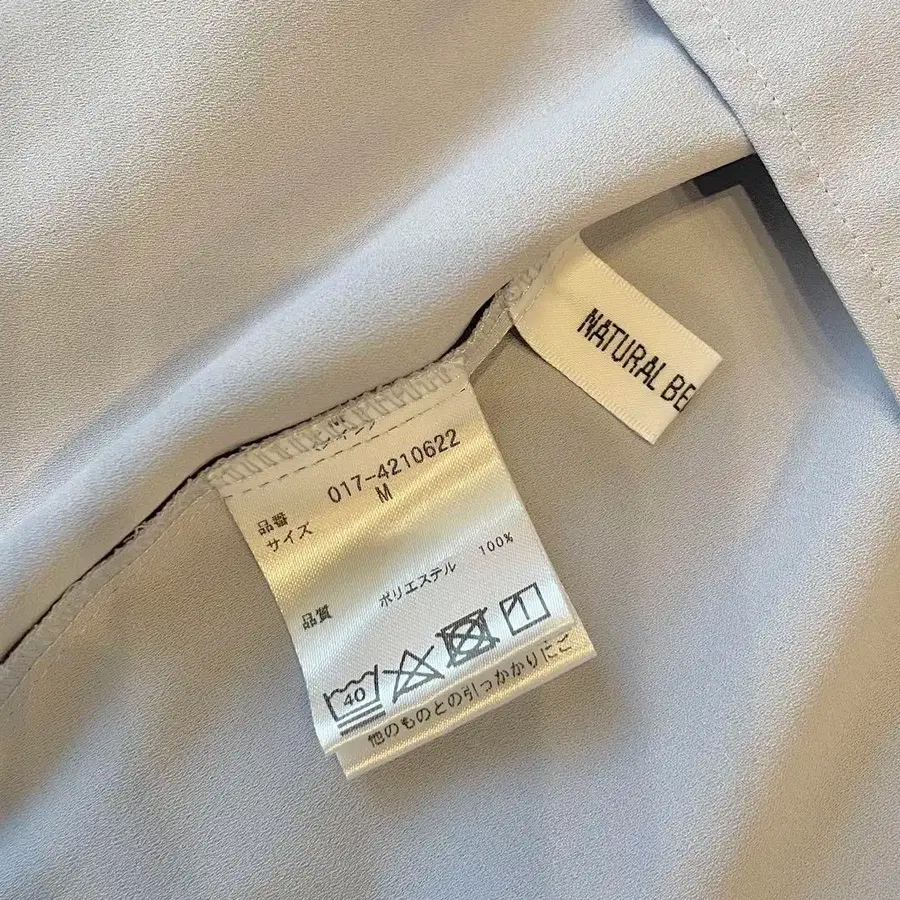 NATURAL BE
017-4210622
品番
M
サイズ
品質 ポリエステル 100%
40
他のものとの引っかかりにご